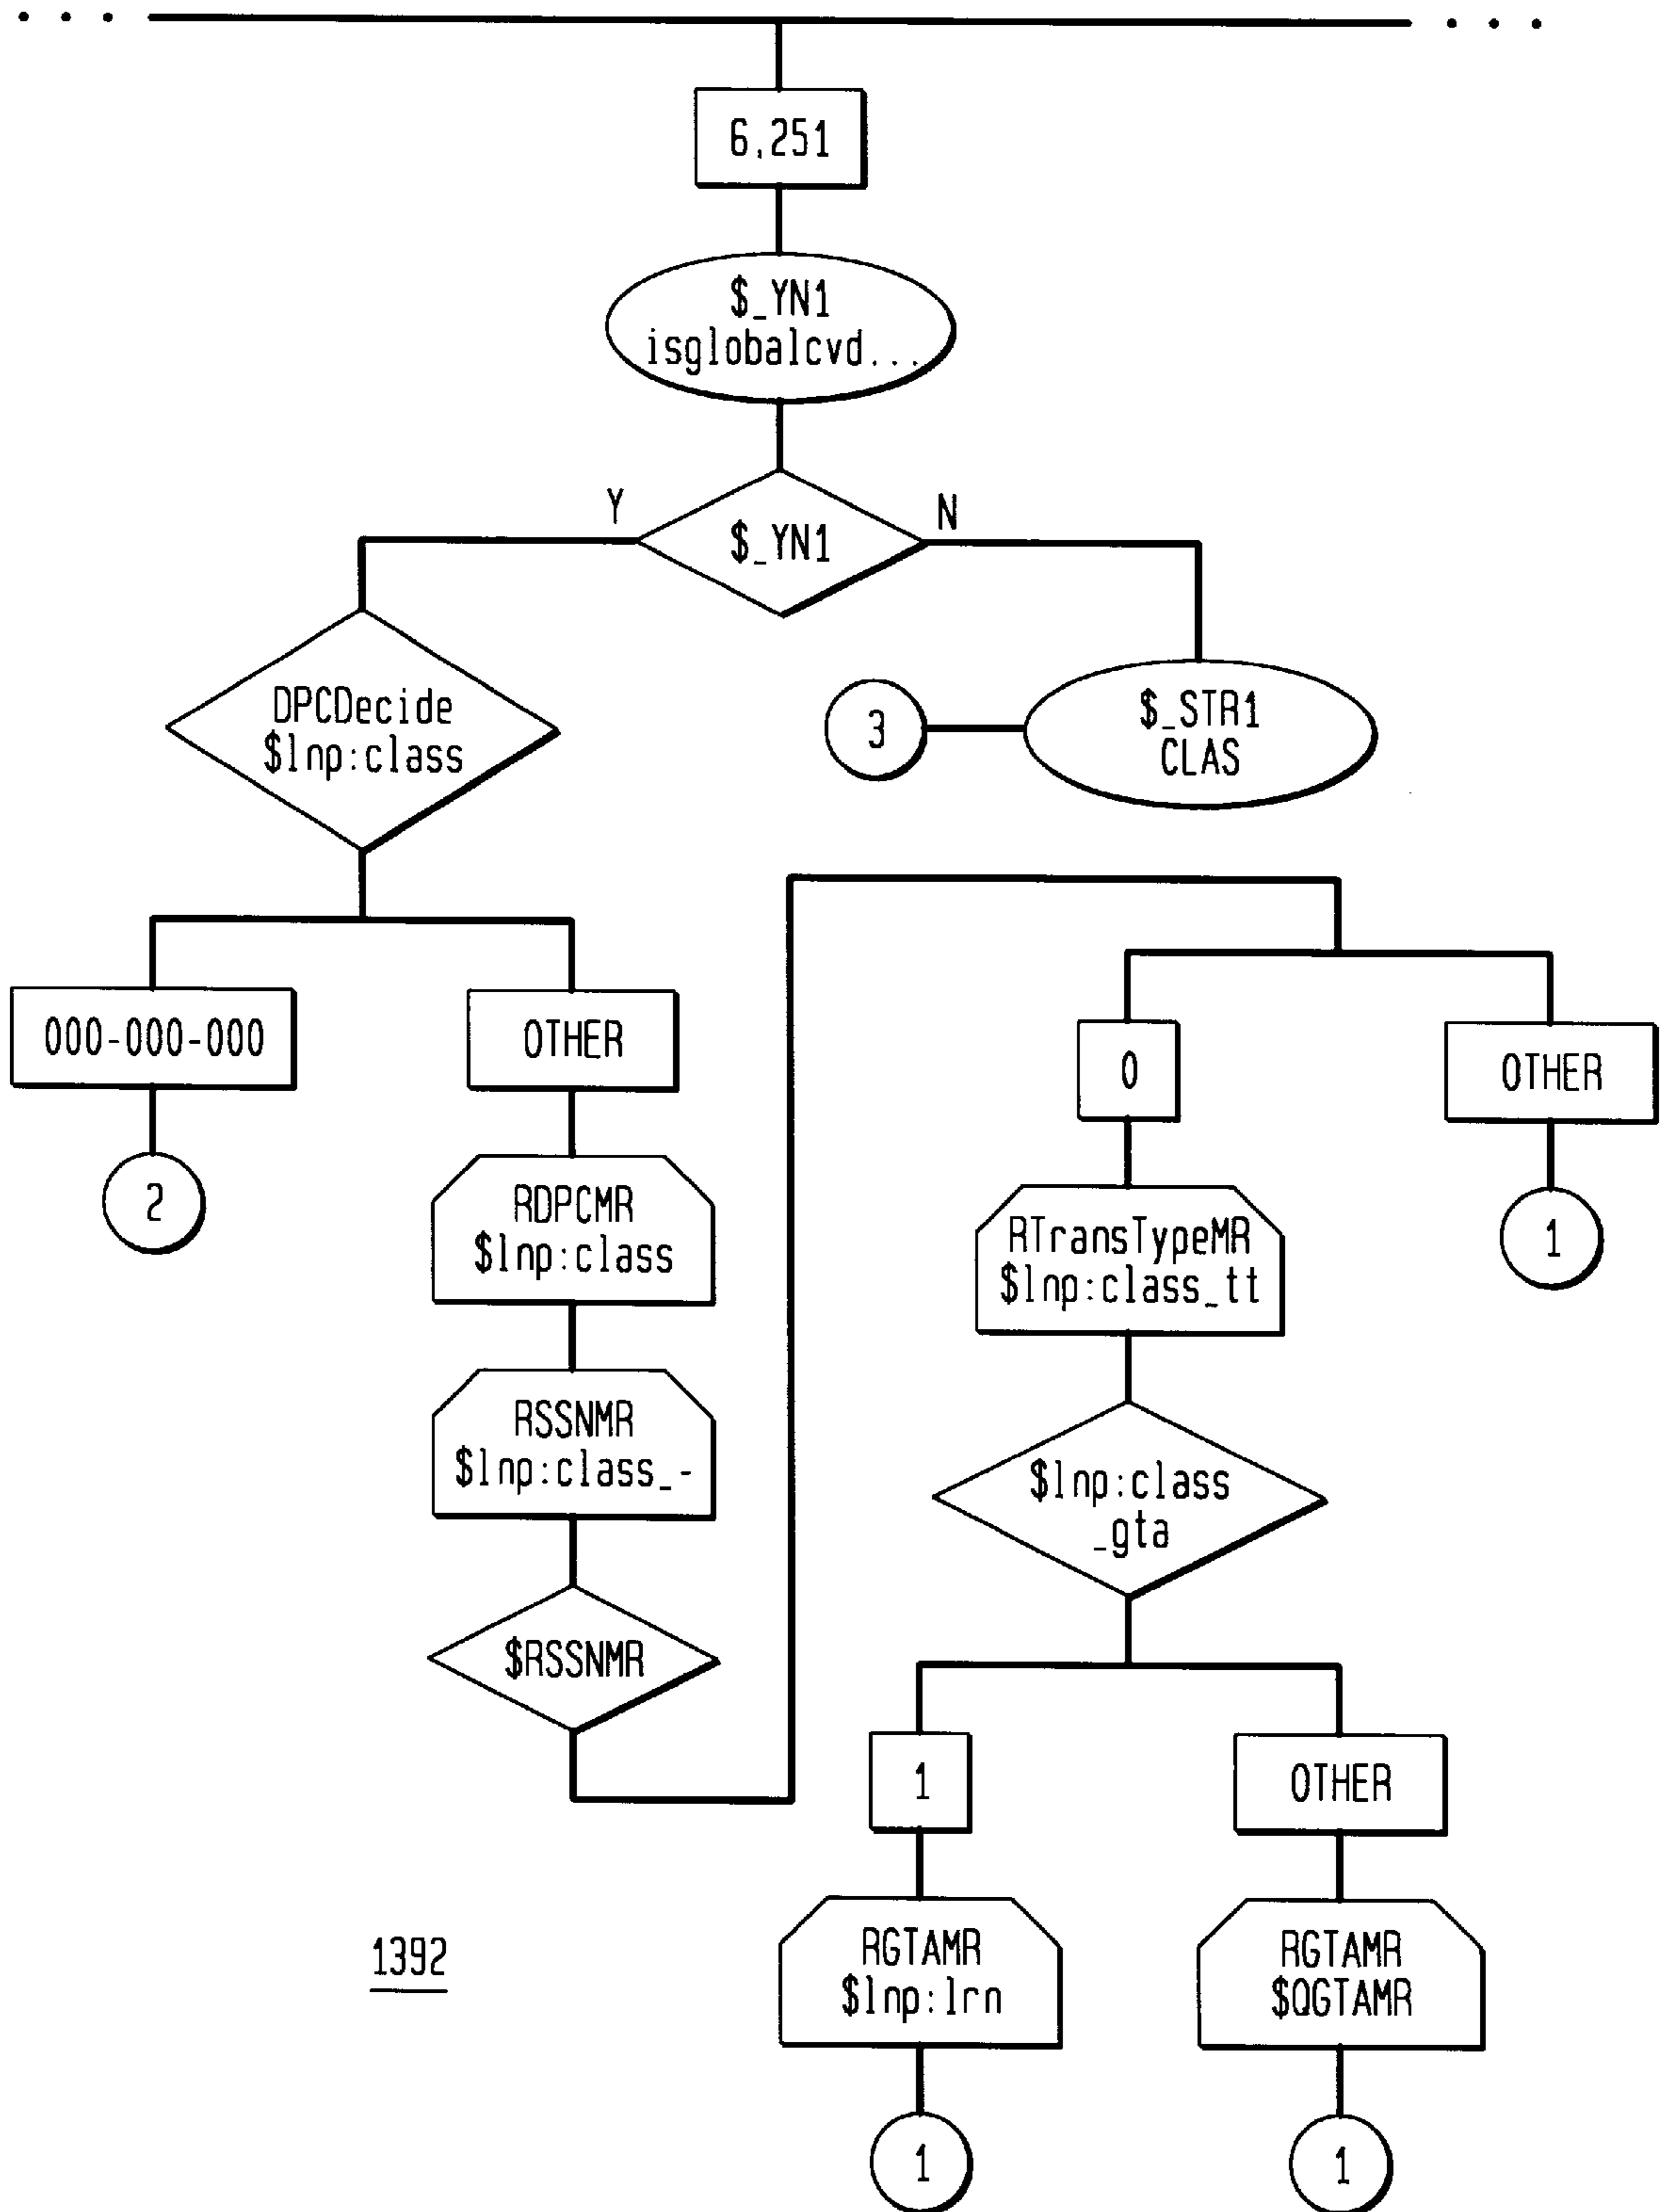 6,251
$_YN1
isglobalcvd...
Y
$_YN1
N
DPCDecide
$lnp:class
3
$_STR1
CLAS
000-000-000
OTHER
2
RDPCMR
$lnp:class
RSSNMR
$lnp:class_-
$RSSNMR
0
OTHER
RTransTypeMR
$lnp:class_tt
1
$lnp:class
_gta
1
OTHER
RGTAMR
$lnp:lrn
RGTAMR
$QGTAMR
1
1
1392